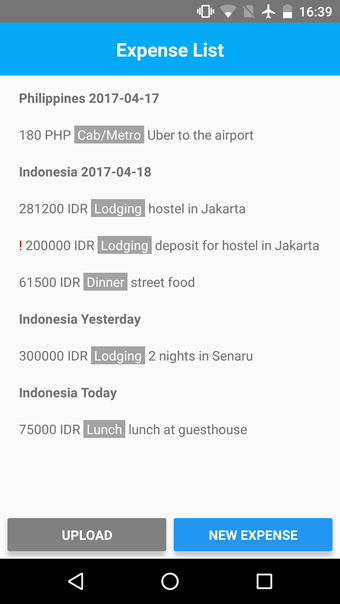 16:39
Expense List
Philippines 2017-04-17
180 PHP Cab/Metro Uber to the airport
Indonesia 2017-04-18
281200 IDR Lodging hostel in Jakarta
! 200000 IDR Lodging deposit for hostel in Jakarta
61500 IDR Dinner street food
Indonesia Yesterday
300000 IDR Lodging 2 nights in Senaru
Indonesia Today
75000 IDR Lunch lunch at guesthouse
UPLOAD NEW EXPENSE